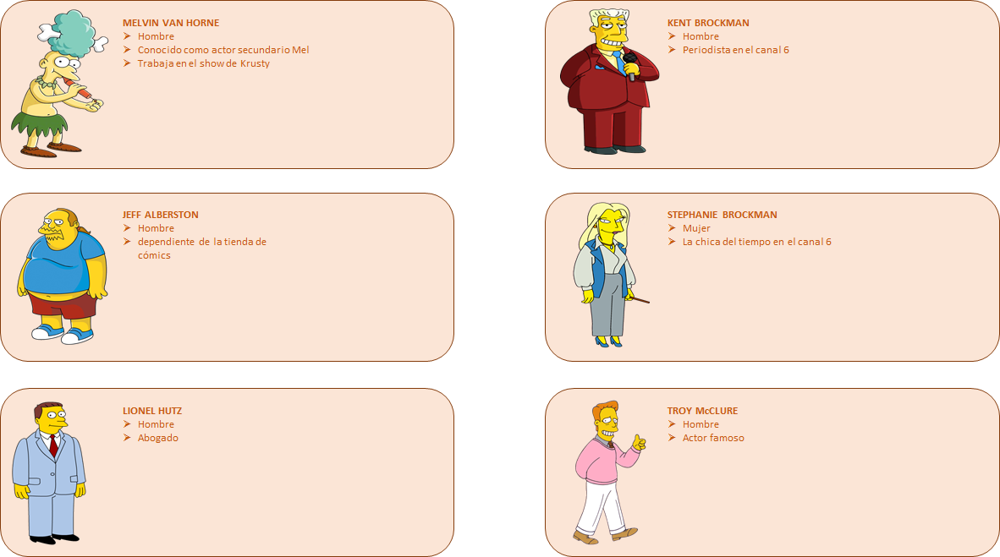 MELVIN VAN HORNE
➢ Hombre
➢ Conocido como actor secundario Mel
➢ Trabaja en el show de Krusty
KENT BROCKMAN
➢ Hombre
➢ Periodista en el canal 6
JEFF ALBERSTON
➢ Hombre
➢ dependiente de la tienda de
cómics
STEPHANIE BROCKMAN
➢ Mujer
➢ La chica del tiempo en el canal 6
LIONEL HUTZ
➢ Hombre
➢ Abogado
TROY McCLURE
➢ Hombre
➢ Actor famoso